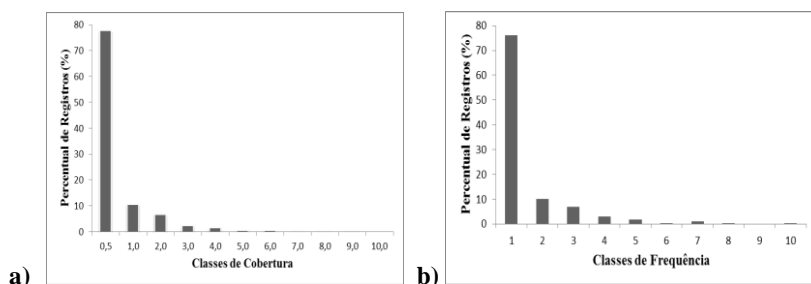 a)
Percentual de Registros (%)
80
70
60
50
40
30
20
10
0
0,5 1,0 2,0 3,0 4,0 5,0 6,0 7,0 8,0 9,0 10,0
Classes de Cobertura
b)
Percentual de Registros (%)
80
70
60
50
40
30
20
10
0
1 2 3 4 5 6 7 8 9 10
Classes de Frequência